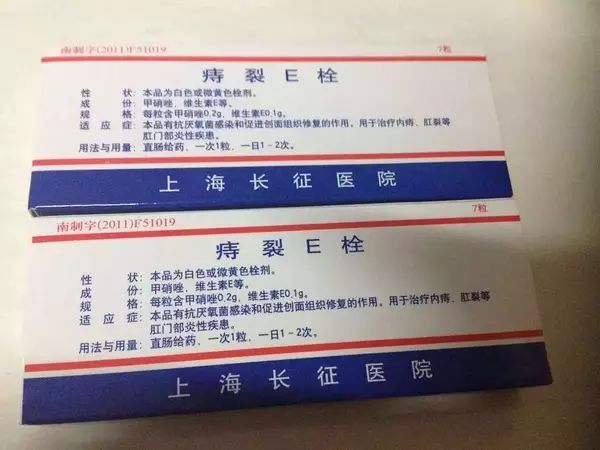 南制字(2011)F51019 7粒
痔裂E栓
性状：本品为白色或微黄色栓剂。
成份：甲硝唑，维生素E等。
规格：每粒含甲硝唑0.2g，维生素E0.1g。
适应症：本品有抗厌氧菌感染和促进创面组织修复的作用。用于治疗内痔、肛裂等
肛门部炎性疾患。
用法与用量：直肠给药，一次1粒，一日1-2次。
上海长征医院
南制字(2011)F51019 7粒
痔裂E栓
性状：本品为白色或微黄色栓剂。
成份：甲硝唑，维生素E等。
规格：每粒含甲硝唑0.2g，维生素E0.1g。
适应症：本品有抗厌氧菌感染和促进创面组织修复的作用。用于治疗内痔、肛裂等
肛门部炎性疾患。
用法与用量：直肠给药，一次1粒，一日1-2次。
上海长征医院